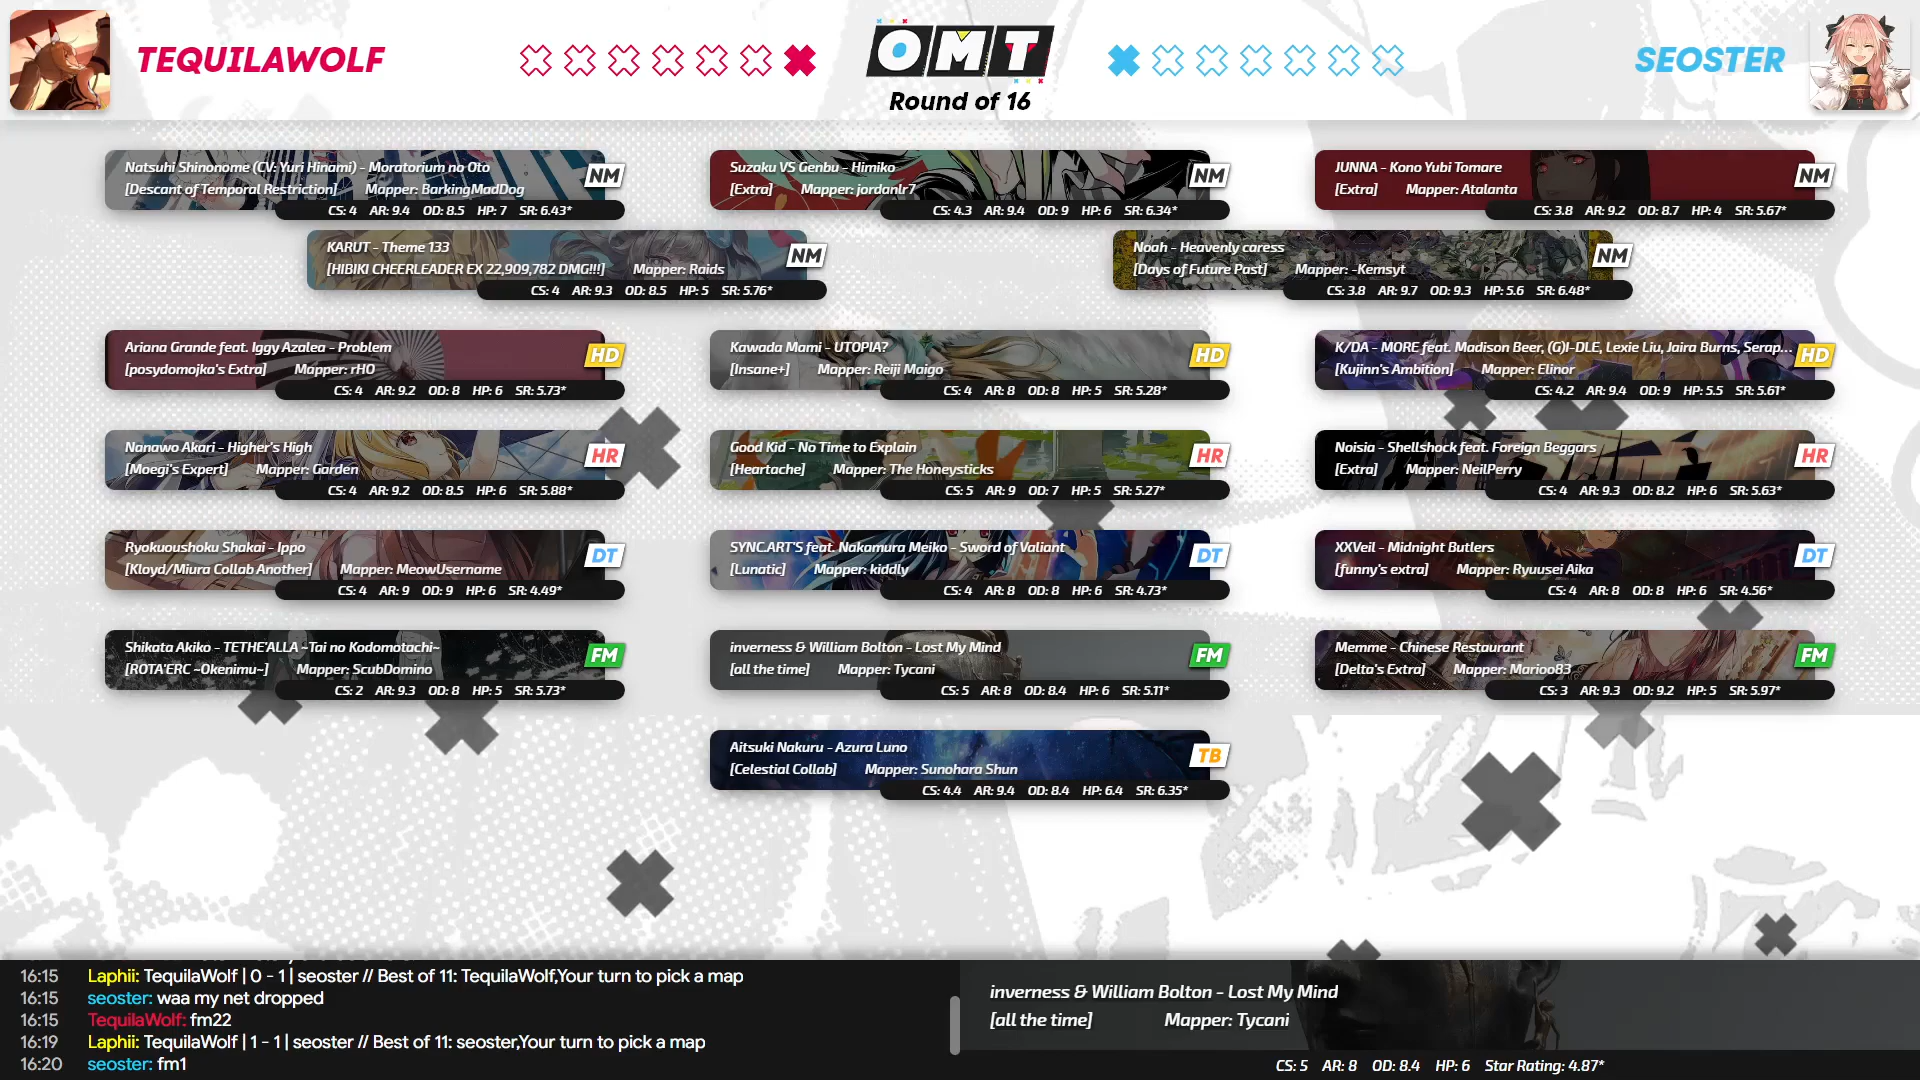 TEQUILAWOLF
OMT
SEOSTER
Round of 16
Natsuhi Shinonome (CV: Yuri Hinami) - Moratorium no Oto
[Descant of Temporal Restriction] Mapper: BarkingMadDog
NM
CS: 4 AR: 9.4 OD: 8.5 HP: 7 SR: 6.43*
Suzaku VS Genbu - Himiko
[Extra] Mapper: jordanlr7
NM
CS: 4.3 AR: 9.4 OD: 9 HP: 6 SR: 6.34*
JUNNA - Kono Yubi Tomare
[Extra] Mapper: Atalanta
NM
CS: 3.8 AR: 9.2 OD: 8.7 HP: 4 SR: 5.67*
KARUT - Theme 133
[HIBIKI CHEERLEADER EX 22,909,782 DMG!!!] Mapper: Raids
NM
CS: 4 AR: 9.3 OD: 8.5 HP: 5 SR: 5.76*
Noah - Heavenly caress
[Days of Future Past] Mapper: -Kemsyt
NM
CS: 3.8 AR: 9.7 OD: 9.3 HP: 5.6 SR: 6.48*
Ariana Grande feat. Iggy Azalea - Problem
[posydomojka's Extra] Mapper: rHO
HD
CS: 4 AR: 9.2 OD: 8 HP: 6 SR: 5.73*
Kawada Mami - UTOPIA?
[Insane+] Mapper: Reiji Maigo
HD
CS: 4 AR: 8 OD: 8 HP: 5 SR: 5.28*
K/DA - MORE feat. Madison Beer, (G)I-DLE, Lexie Liu, Jaira Burns, Serap...
[Kujinn's Ambition] Mapper: Elinor
HD
CS: 4.2 AR: 9.4 OD: 9 HP: 5.5 SR: 5.61*
Nanawo Akari - Higher's High
[Moegi's Expert] Mapper: Garden
HR
CS: 4 AR: 9.2 OD: 8.5 HP: 6 SR: 5.88*
Good Kid - No Time to Explain
[Heartache] Mapper: The Honeysticks
HR
CS: 5 AR: 9 OD: 7 HP: 5 SR: 5.27*
Noisia - Shellshock feat. Foreign Beggars
[Extra] Mapper: NeilPerry
HR
CS: 4 AR: 9.3 OD: 8.2 HP: 6 SR: 5.63*
Ryokuoushoku Shakai - Ippo
[Kloyd/Miura Collab Another] Mapper: MeowUsername
DT
CS: 4 AR: 9 OD: 9 HP: 6 SR: 4.49*
SYNC.ART'S feat. Nakamura Meiko - Sword of Valiant
[Lunatic] Mapper: kiddly
DT
CS: 4 AR: 8 OD: 8 HP: 6 SR: 4.73*
XXVeil - Midnight Butlers
[funny's extra] Mapper: Ryuusei Aika
DT
CS: 4 AR: 8 OD: 8 HP: 6 SR: 4.56*
Shikata Akiko - TETHE'ALLA ~Tai no Kodomotachi~
[ROTA'ERC ~Okenimu~] Mapper: ScubDomino
FM
CS: 2 AR: 9.3 OD: 8 HP: 5 SR: 5.73*
inverness & William Bolton - Lost My Mind
[all the time] Mapper: Tycani
FM
CS: 5 AR: 8 OD: 8.4 HP: 6 SR: 5.11*
Memme - Chinese Restaurant
[Delta's Extra] Mapper: Marioo83
FM
CS: 3 AR: 9.3 OD: 9.2 HP: 5 SR: 5.97*
Aitsuki Nakuru - Azura Luno
[Celestial Collab] Mapper: Sunohara Shun
TB
CS: 4.4 AR: 9.4 OD: 8.4 HP: 6.4 SR: 6.35*
16:15 Laphii: TequilaWolf | 0 - 1 | seoster // Best of 11: TequilaWolf,Your turn to pick a map
16:15 seoster: waa my net dropped
16:15 TequilaWolf: fm22
16:19 Laphii: TequilaWolf | 1 - 1 | seoster // Best of 11: seoster,Your turn to pick a map
16:20 seoster: fm1
inverness & William Bolton - Lost My Mind
[all the time] Mapper: Tycani
CS: 5 AR: 8 OD: 8.4 HP: 6 Star Rating: 4.87*